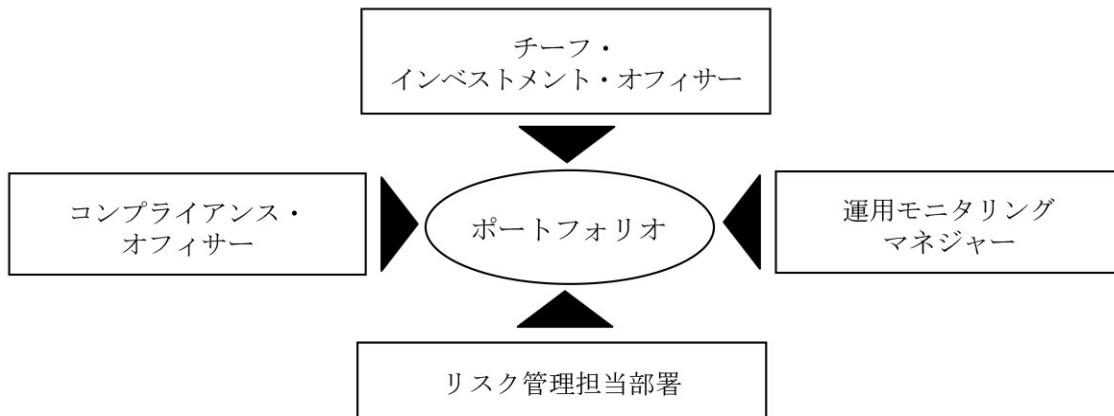 チーフ・
インベストメント・オフィサー
コンプライアンス・
オフィサー
ポートフォリオ
運用モニタリング
マネジャー
リスク管理担当部署